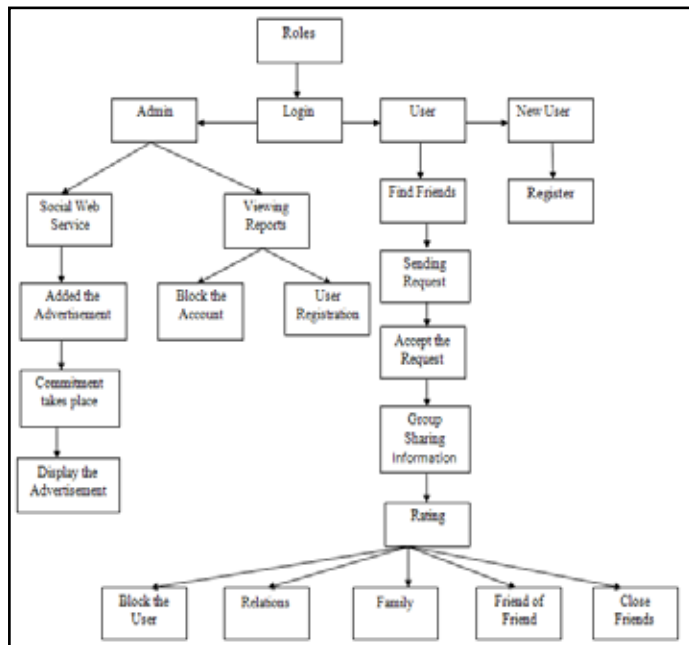 Roles
Admin
Login
User
New User
Social Web
Service
Viewing
Reports
Find Friends
Register
Added the
Advertisement
Block the
Account
User
Registration
Sending
Request
Accept the
Request
Commitment
takes place
Group
Sharing
Information
Display the
Advertisement
Rating
Block the
User
Relations
Family
Friend of
Friend
Close
Friends